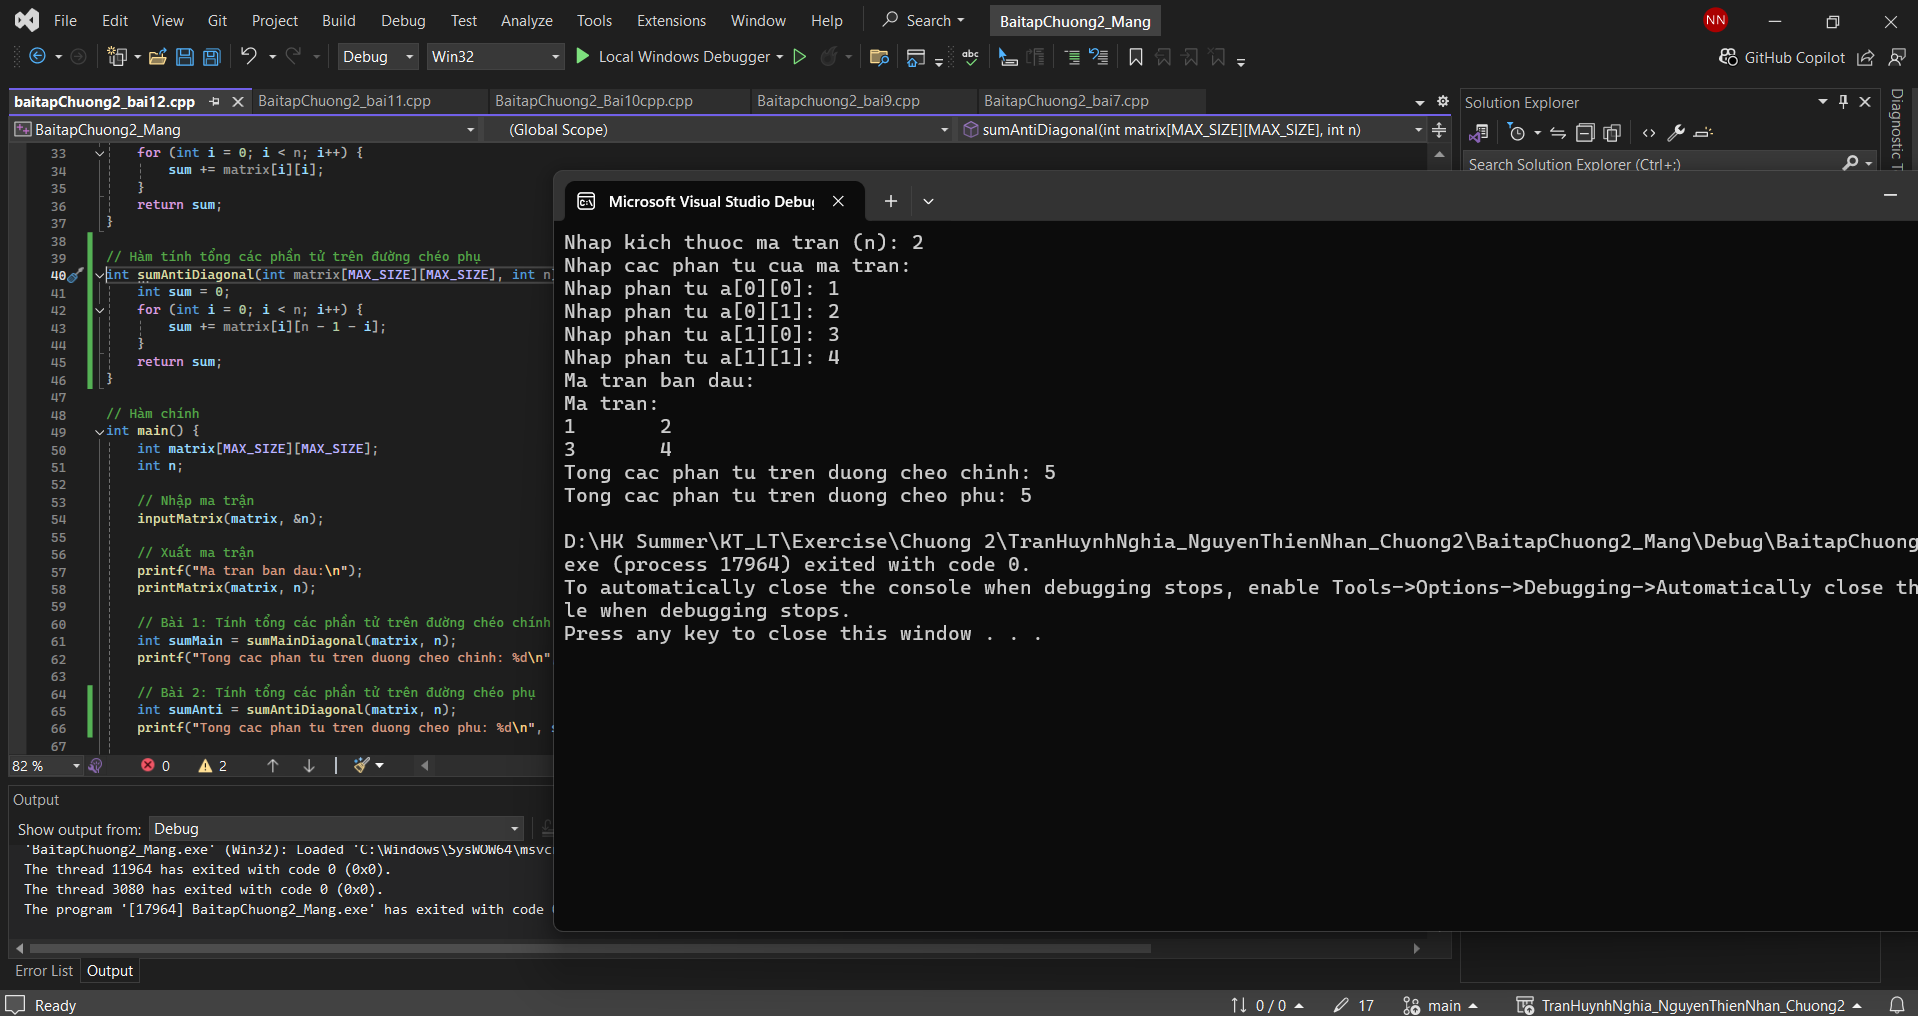 File Edit View Git Project Build Debug Test Analyze Tools Extensions Window Help Search BaitapChuong2_Mang NN
Debug Win32 Local Windows Debugger abc GitHub Copilot
baitapChuong2_bai12.cpp BaitapChuong2_bai11.cpp BaitapChuong2_Bai10cpp.cpp Baitapchuong2_bai9.cpp BaitapChuong2_bai7.cpp
BaitapChuong2_Mang (Global Scope) sumAntiDiagonal(int matrix[MAX_SIZE][MAX_SIZE], int n)
Solution Explorer
Search Solution Explorer (Ctrl+;)
Diagnostic T
33 for (int i = 0; i < n; i++) {
34 sum += matrix[i][i];
35 }
36 return sum;
37 }
38
39 // Hàm tính tổng các phần tử trên đường chéo phụ
40 int sumAntiDiagonal(int matrix[MAX_SIZE][MAX_SIZE], int n)
41 int sum = 0;
42 for (int i = 0; i < n; i++) {
43 sum += matrix[i][n - 1 - i];
44 }
45 return sum;
46 }
47
48 // Hàm chính
49 int main() {
50 int matrix[MAX_SIZE][MAX_SIZE];
51 int n;
52
53 // Nhập ma trận
54 inputMatrix(matrix, &n);
55
56 // Xuất ma trận
57 printf("Ma tran ban dau:\n");
58 printMatrix(matrix, n);
59
60 // Bài 1: Tính tổng các phần tử trên đường chéo chính
61 int sumMain = sumMainDiagonal(matrix, n);
62 printf("Tong cac phan tu tren duong cheo chinh: %d\n"
63
64 // Bài 2: Tính tổng các phần tử trên đường chéo phụ
65 int sumAnti = sumAntiDiagonal(matrix, n);
66 printf("Tong cac phan tu tren duong cheo phu: %d\n", s
67
82 % 0 2
Microsoft Visual Studio Debu
Nhap kich thuoc ma tran (n): 2
Nhap cac phan tu cua ma tran:
Nhap phan tu a[0][0]: 1
Nhap phan tu a[0][1]: 2
Nhap phan tu a[1][0]: 3
Nhap phan tu a[1][1]: 4
Ma tran ban dau:
Ma tran:
1 2
3 4
Tong cac phan tu tren duong cheo chinh: 5
Tong cac phan tu tren duong cheo phu: 5
D:\HK Summer\KT_LT\Exercise\Chuong 2\TranHuynhNghia_NguyenThienNhan_Chuong2\BaitapChuong2_Mang\Debug\BaitapChuong
exe (process 17964) exited with code 0.
To automatically close the console when debugging stops, enable Tools->Options->Debugging->Automatically close th
le when debugging stops.
Press any key to close this window . . .
Output
Show output from: Debug
'BaitapChuong2_Mang.exe' (Win32): Loaded 'C:\Windows\SysWOW64\msvc
The thread 11964 has exited with code 0 (0x0).
The thread 3080 has exited with code 0 (0x0).
The program '[17964] BaitapChuong2_Mang.exe' has exited with code
Error List Output
Ready 0 / 0 17 main TranHuynhNghia_NguyenThienNhan_Chuong2